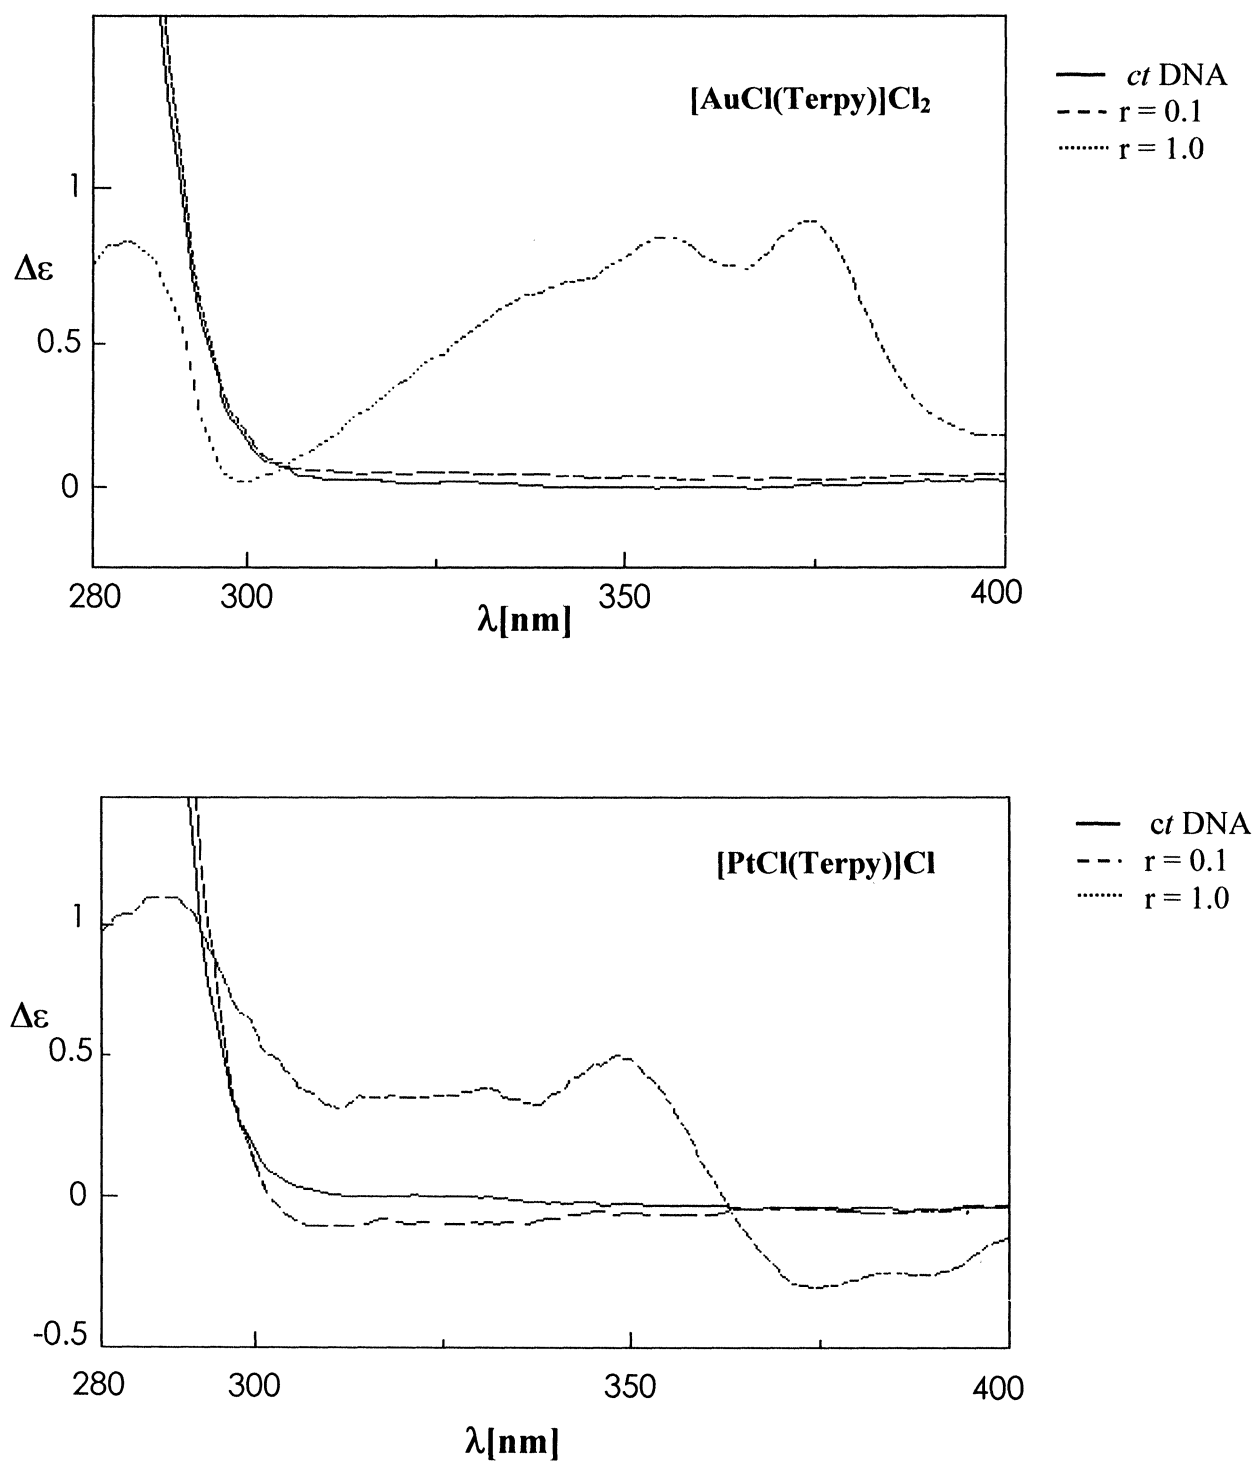 [AuCl(Terpy)]Cl₂
ct DNA
r = 0.1
r = 1.0
1
Δε
0.5
0
280 300 350 400
λ[nm]
[PtCl(Terpy)]Cl
ct DNA
r = 0.1
r = 1.0
1
Δε
0.5
0
-0.5
280 300 350 400
λ[nm]